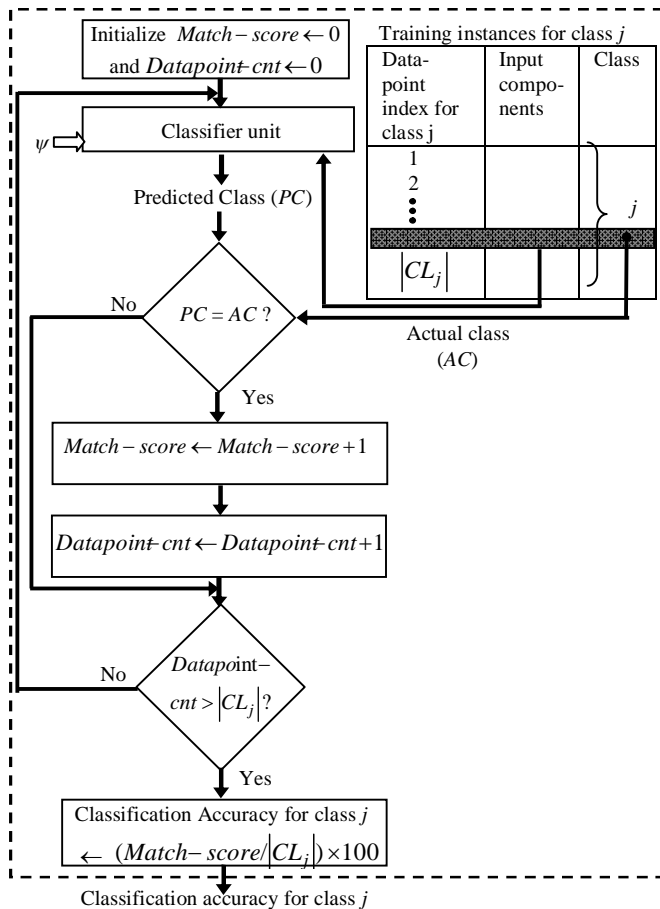 Initialize Match−score←0
and Datapoint-cnt←0
Training instances for class j
Data-
point
index for
class j
Input
compo-
nents
Class
ψ
Classifier unit
1
2
j
|CL_j|
Predicted Class (PC)
No
PC = AC ?
Actual class
(AC)
Yes
Match−score ← Match−score+1
Datapoint-cnt ← Datapoint-cnt+1
No
Datapoint−
cnt > |CL_j| ?
Yes
Classification Accuracy for class j
← (Match−score/|CL_j|)×100
Classification accuracy for class j